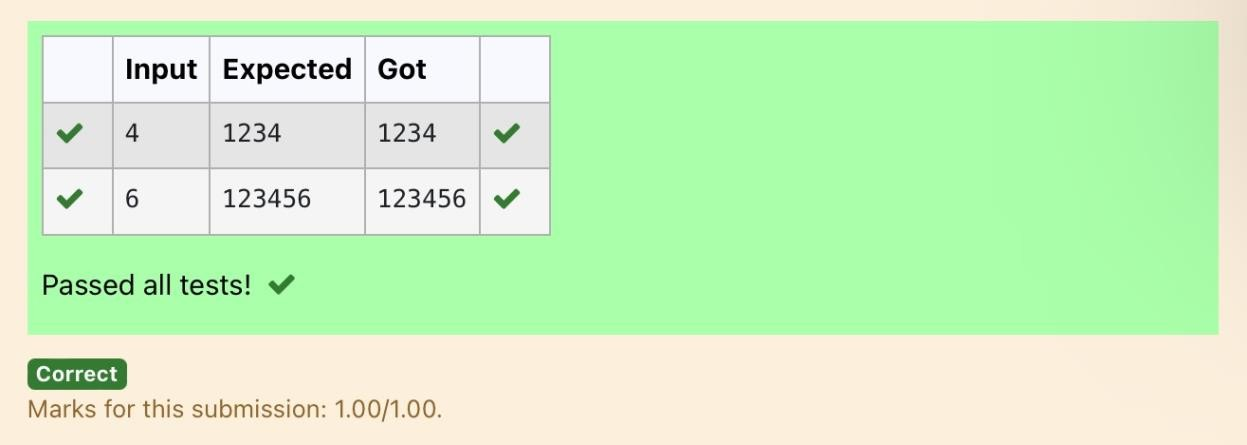 Input Expected Got
4 1234 1234
6 123456 123456
Passed all tests!
Correct
Marks for this submission: 1.00/1.00.